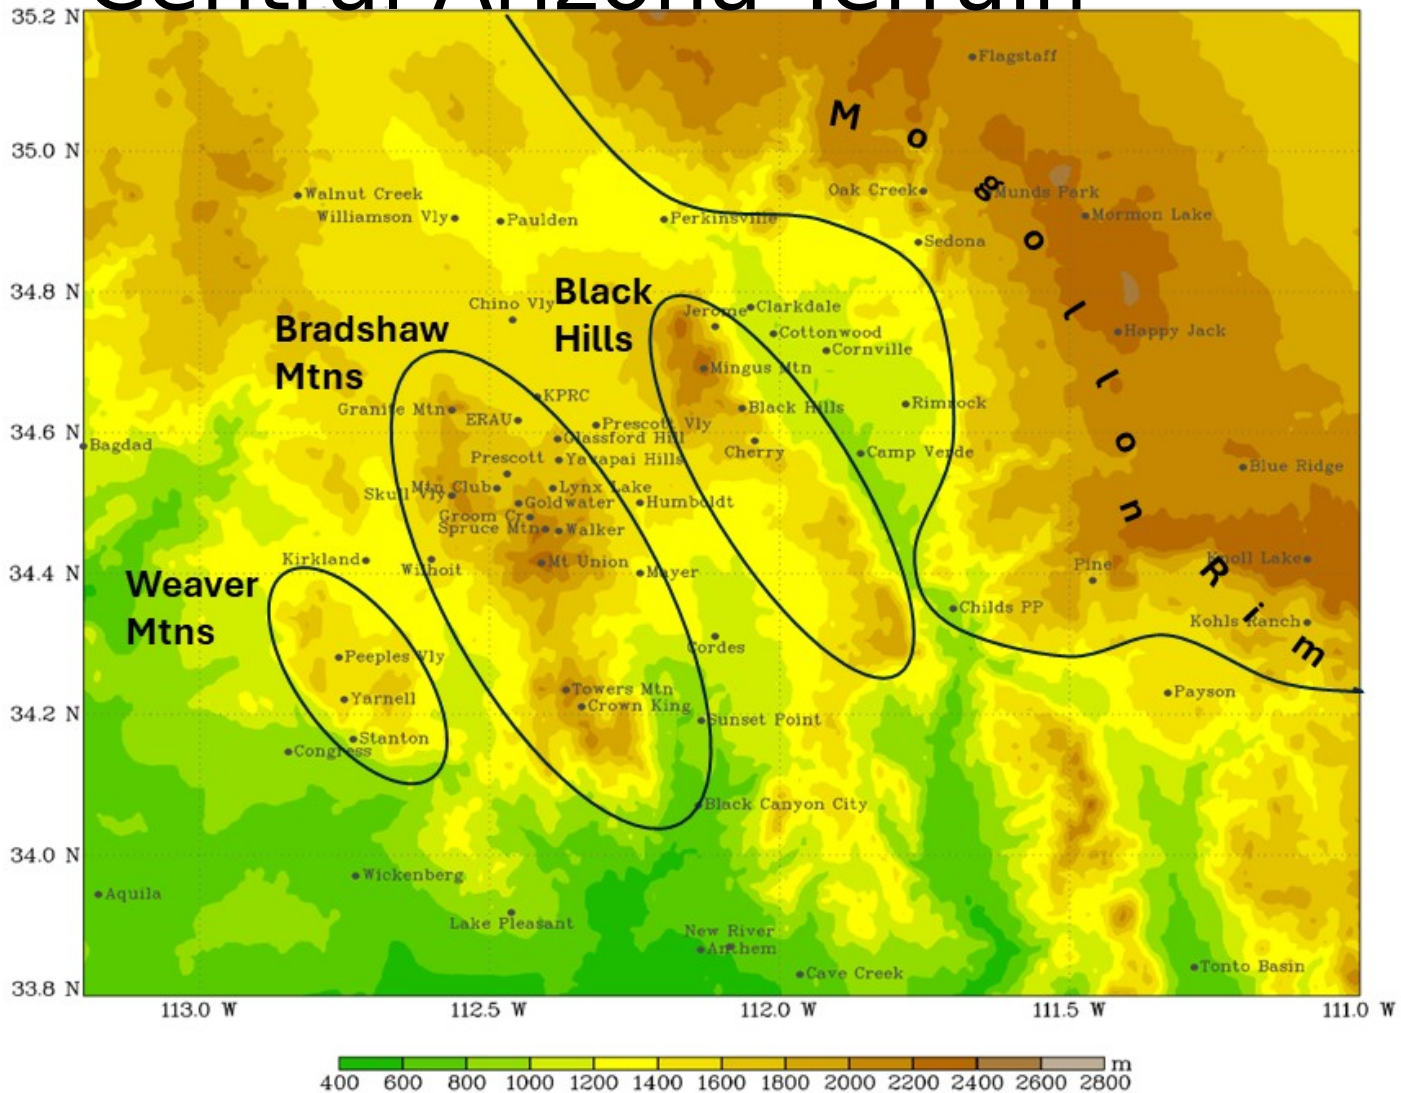 Central Arizona Terrain
35.2 N
Flagstaff
35.0 N
Walnut Creek
Williamson Vly
Paulden
Perkinsville
Oak Creek
Munds Park
Mormon Lake
Sedona
Mogollon Rim
34.8 N
Chino Vly
Black
Hills
Jerome
Clarkdale
Cottonwood
Cornville
Happy Jack
Bradshaw
Mtns
Mingus Mtn
KPRC
Granite Mtn
ERAU
Prescott Vly
Black Hills
Rimrock
34.6 N
Bagdad
Glassford Hill
Cherry
Camp Verde
Prescott
Yavapai Hills
Blue Ridge
Mtn Club
Lynx Lake
Skull Vly
Goldwater
Humboldt
Groom Cr
Spruce Mtn
Walker
Kirkland
Wilhoit
Mt Union
Mayer
Pine
Knoll Lake
34.4 N
Weaver
Mtns
Childs PP
Kohls Ranch
Cordes
Peeples Vly
Yarnell
Towers Mtn
Crown King
Payson
34.2 N
Sunset Point
Stanton
Congress
Black Canyon City
34.0 N
Wickenberg
Aquila
Lake Pleasant
New River
Anthem
Cave Creek
Tonto Basin
33.8 N
113.0 W
112.5 W
112.0 W
111.5 W
111.0 W
m
400 600 800 1000 1200 1400 1600 1800 2000 2200 2400 2600 2800